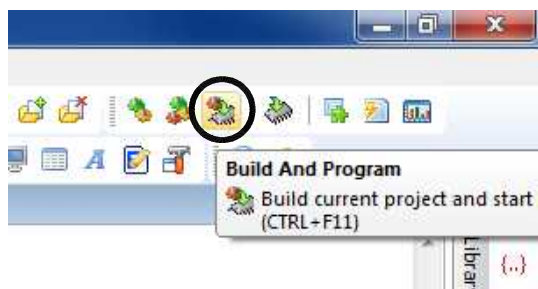 Build And Program
Build current project and start
(CTRL+F11)
Librar
{..}